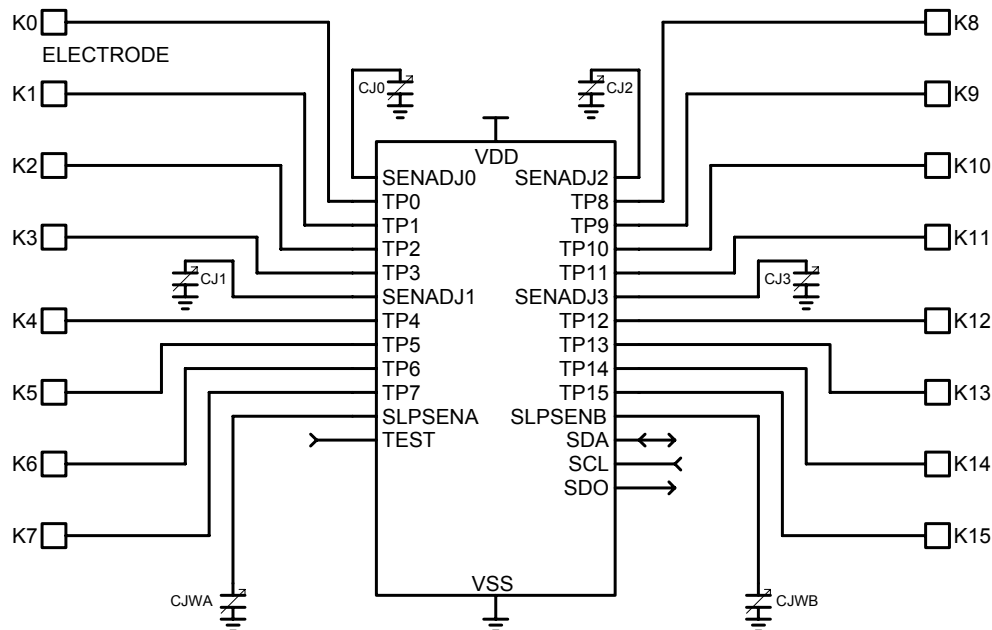 K0
K8
ELECTRODE
CJ0
CJ2
K1
K9
VDD
K2
K10
SENADJ0
SENADJ2
TP0
TP8
TP1
TP9
K3
K11
TP2
TP10
TP3
TP11
CJ1
CJ3
SENADJ1
SENADJ3
K4
K12
TP4
TP12
TP5
TP13
TP6
TP14
K5
K13
TP7
TP15
SLPSENA
SLPSENB
TEST
SDA
K6
K14
SCL
SDO
K7
K15
VSS
CJWA
CJWB